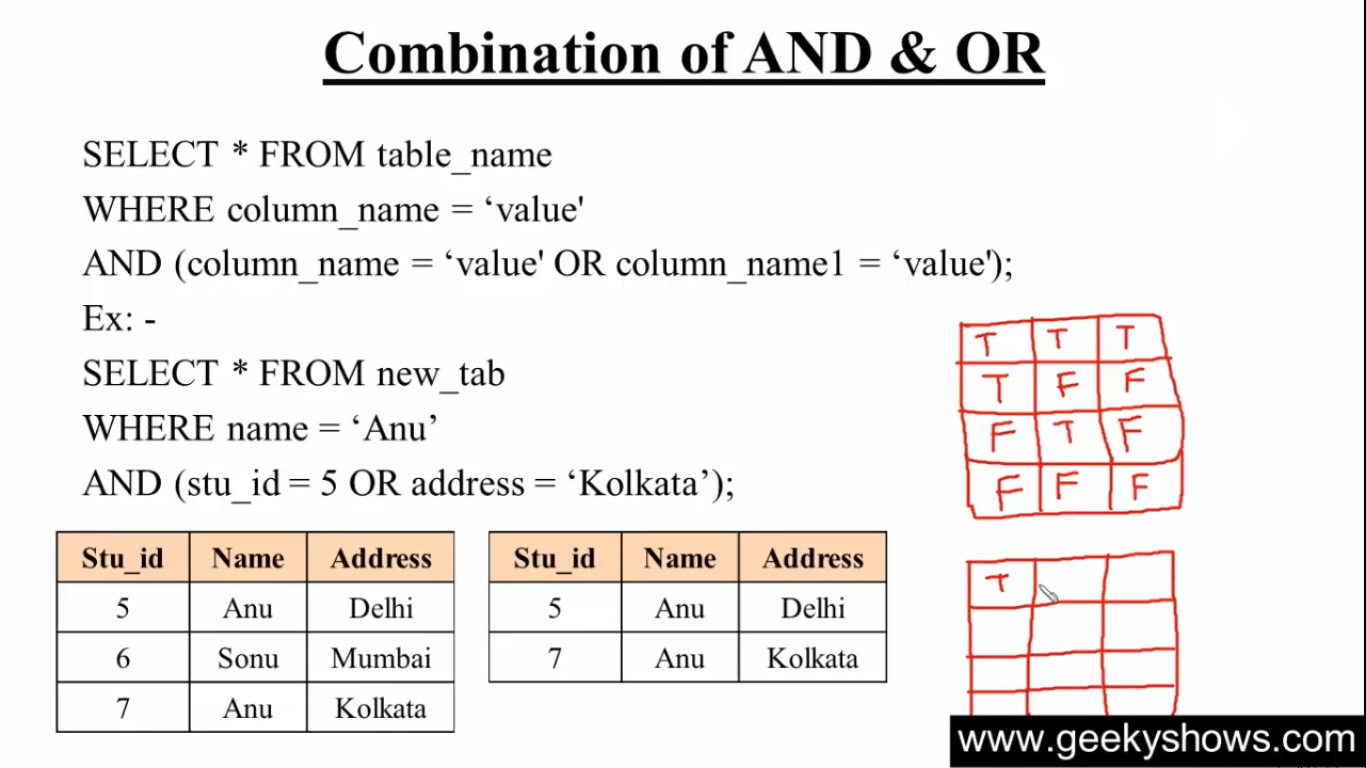 Combination of AND & OR
SELECT * FROM table_name
WHERE column_name = ‘value'
AND (column_name = ‘value' OR column_name1 = ‘value');
Ex: -
SELECT * FROM new_tab
WHERE name = ‘Anu’
AND (stu_id = 5 OR address = ‘Kolkata’);
Stu_id Name Address
5 Anu Delhi
6 Sonu Mumbai
7 Anu Kolkata
Stu_id Name Address
5 Anu Delhi
7 Anu Kolkata
T T T
T F F
F T F
F F F
T
www.geekyshows.com